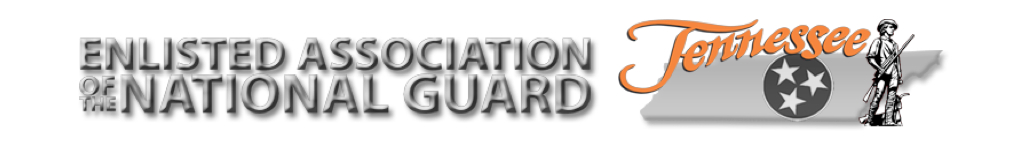 ENLISTED ASSOCIATION
OF THE NATIONAL GUARD
Tennessee